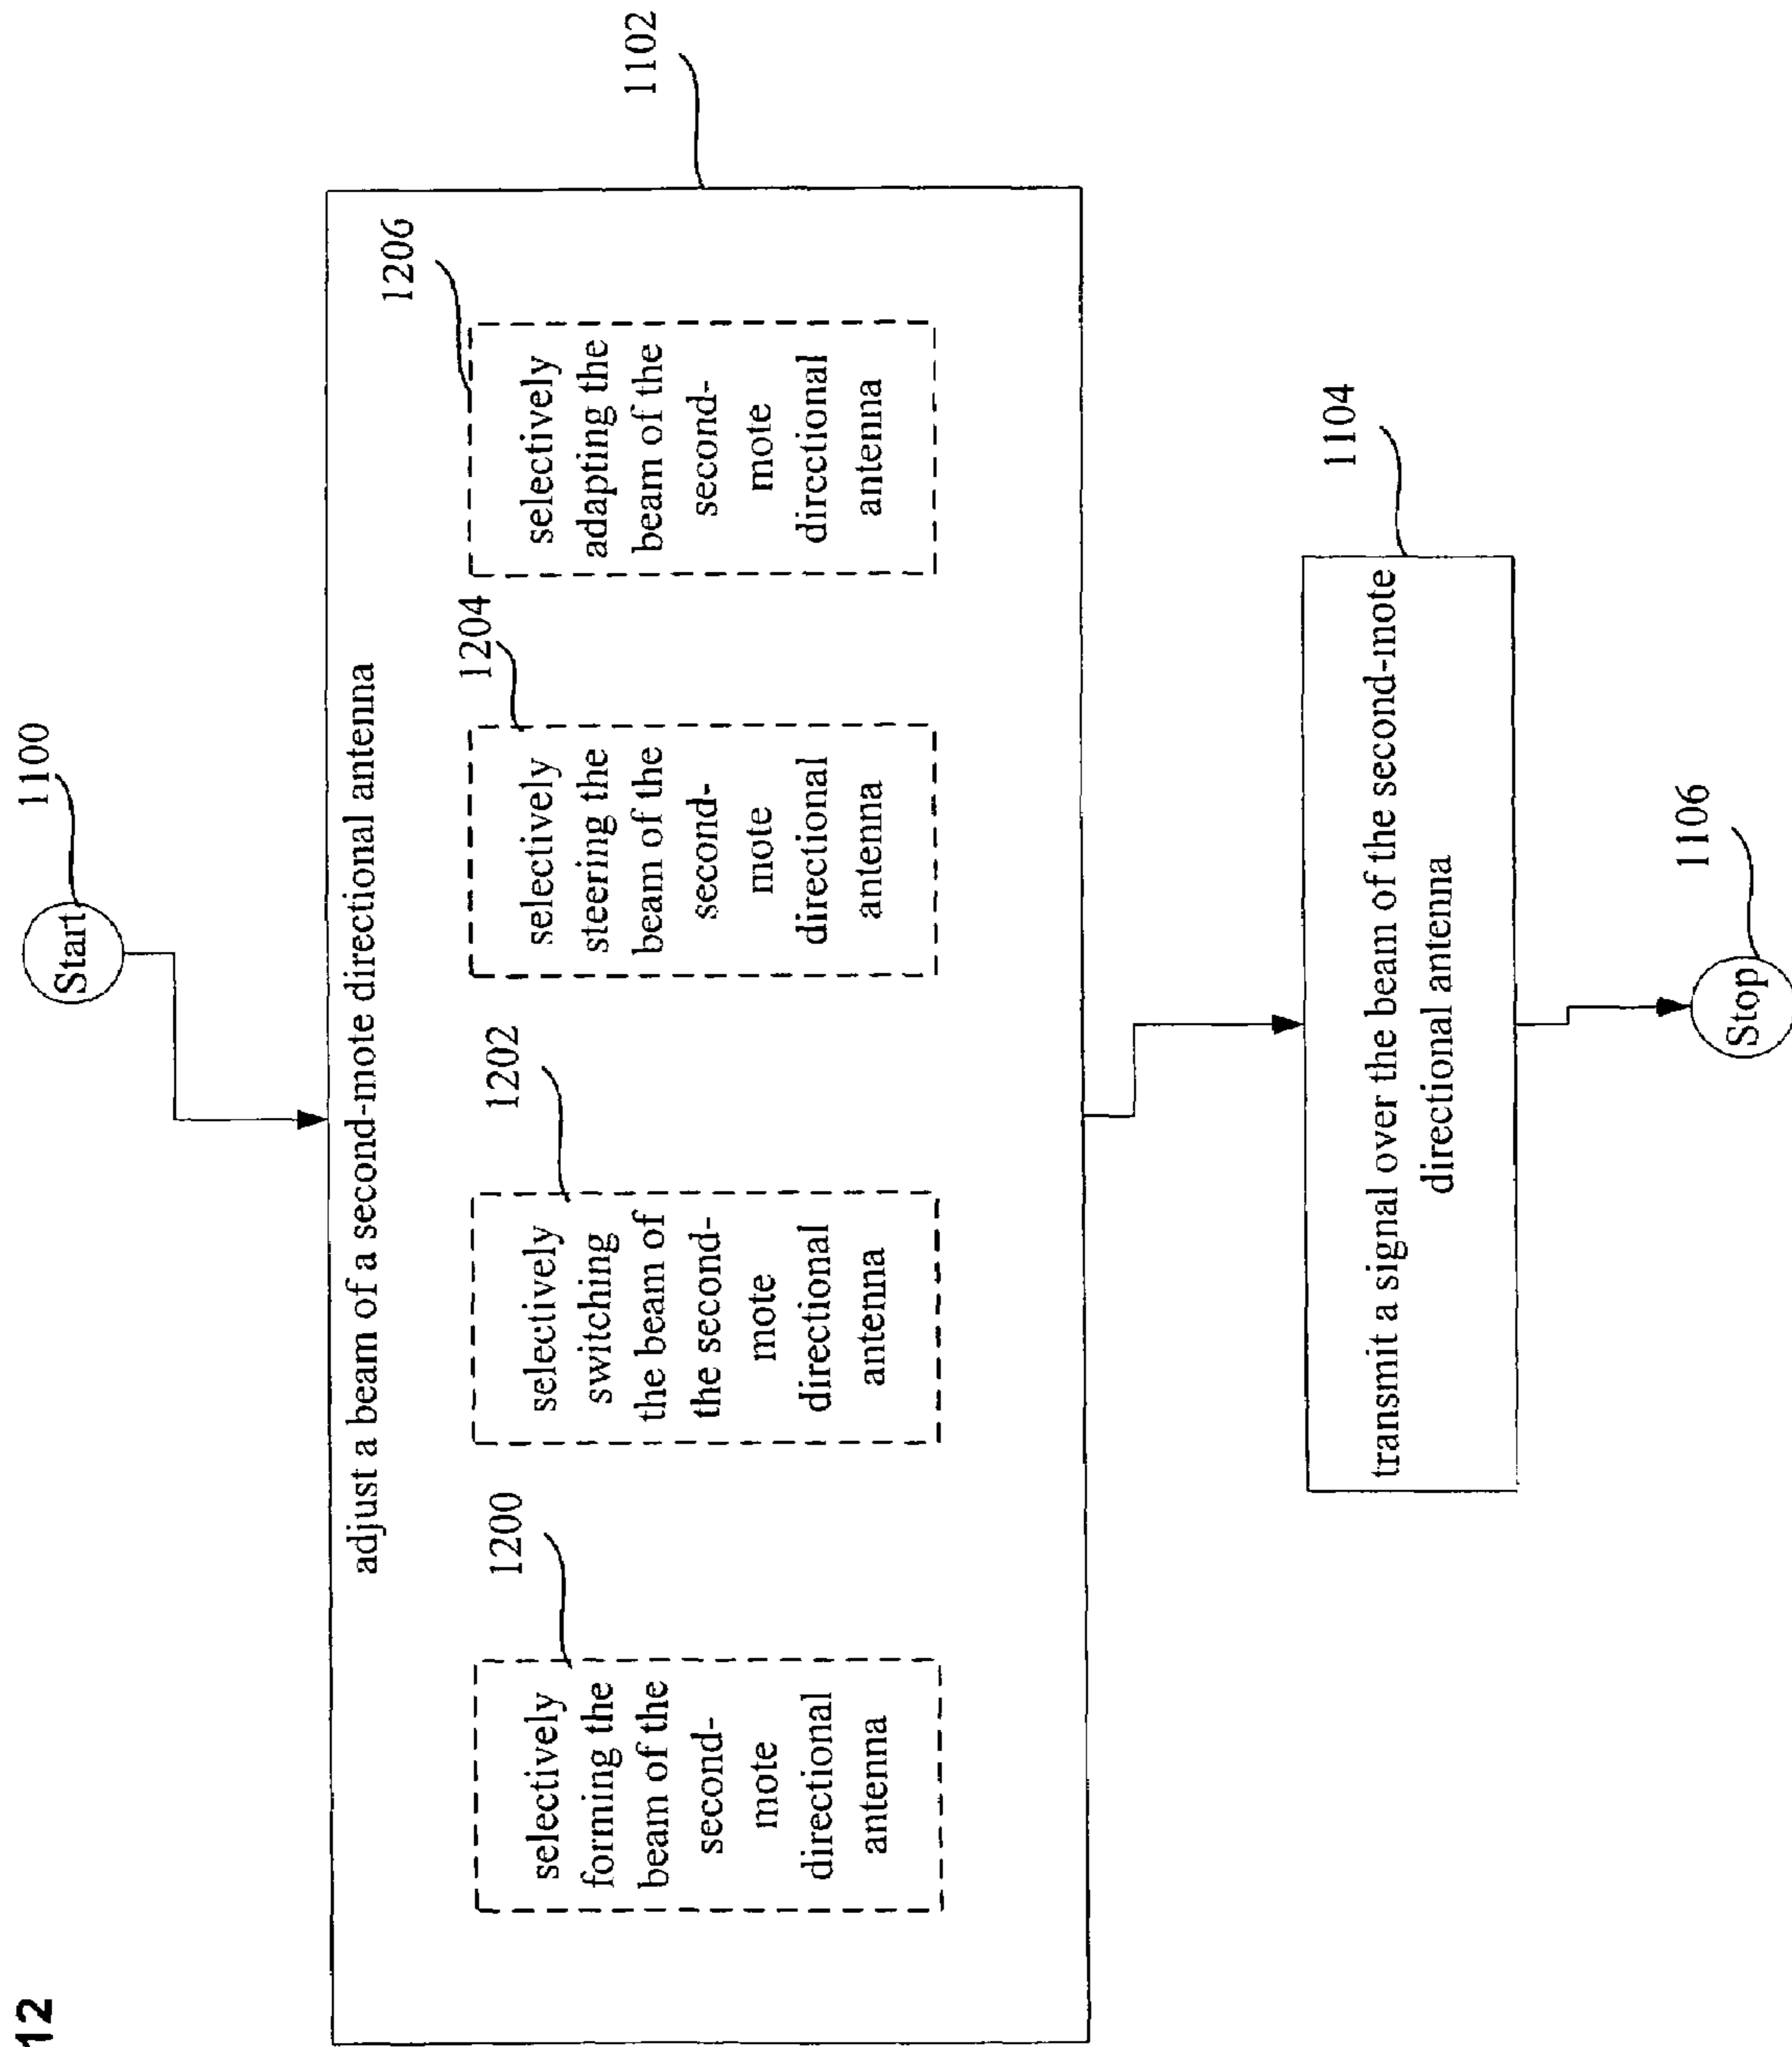 12
1100
Start
1102
adjust a beam of a second-mote directional antenna
1200
selectively
forming the
beam of the
second-
mote
directional
antenna
1202
selectively
switching
the beam of
the second-
mote
directional
antenna
1204
selectively
steering the
beam of the
second-
mote
directional
antenna
1206
selectively
adapting the
beam of the
second-
mote
directional
antenna
1104
transmit a signal over the beam of the second-mote
directional antenna
1106
Stop